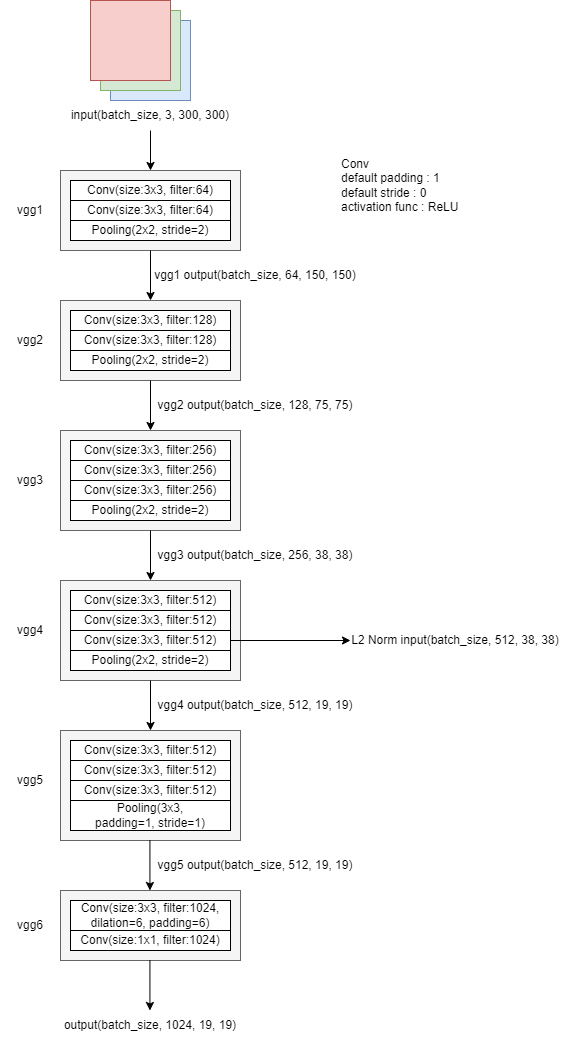 input(batch_size, 3, 300, 300)
Conv
default padding : 1
default stride : 0
activation func : ReLU
vgg1
Conv(size:3x3, filter:64)
Conv(size:3x3, filter:64)
Pooling(2x2, stride=2)
vgg1 output(batch_size, 64, 150, 150)
vgg2
Conv(size:3x3, filter:128)
Conv(size:3x3, filter:128)
Pooling(2x2, stride=2)
vgg2 output(batch_size, 128, 75, 75)
vgg3
Conv(size:3x3, filter:256)
Conv(size:3x3, filter:256)
Conv(size:3x3, filter:256)
Pooling(2x2, stride=2)
vgg3 output(batch_size, 256, 38, 38)
vgg4
Conv(size:3x3, filter:512)
Conv(size:3x3, filter:512)
Conv(size:3x3, filter:512)
L2 Norm input(batch_size, 512, 38, 38)
Pooling(2x2, stride=2)
vgg4 output(batch_size, 512, 19, 19)
vgg5
Conv(size:3x3, filter:512)
Conv(size:3x3, filter:512)
Conv(size:3x3, filter:512)
Pooling(3x3,
padding=1, stride=1)
vgg5 output(batch_size, 512, 19, 19)
vgg6
Conv(size:3x3, filter:1024,
dilation=6, padding=6)
Conv(size:1x1, filter:1024)
output(batch_size, 1024, 19, 19)